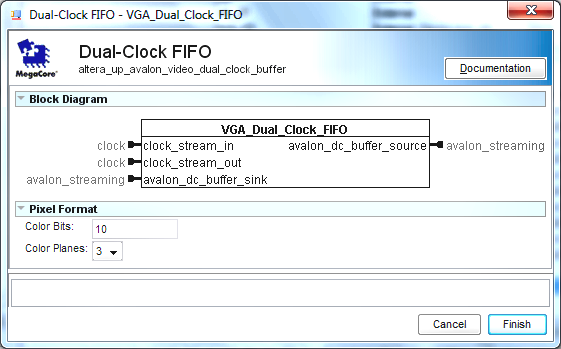 Dual-Clock FIFO - VGA_Dual_Clock_FIFO
Dual-Clock FIFO
altera_up_avalon_video_dual_clock_buffer
MegaCore®
Documentation
Block Diagram
VGA_Dual_Clock_FIFO
clock clock_stream_in avalon_dc_buffer_source avalon_streaming
clock clock_stream_out
avalon_streaming avalon_dc_buffer_sink
Pixel Format
Color Bits: 10
Color Planes: 3
Cancel Finish